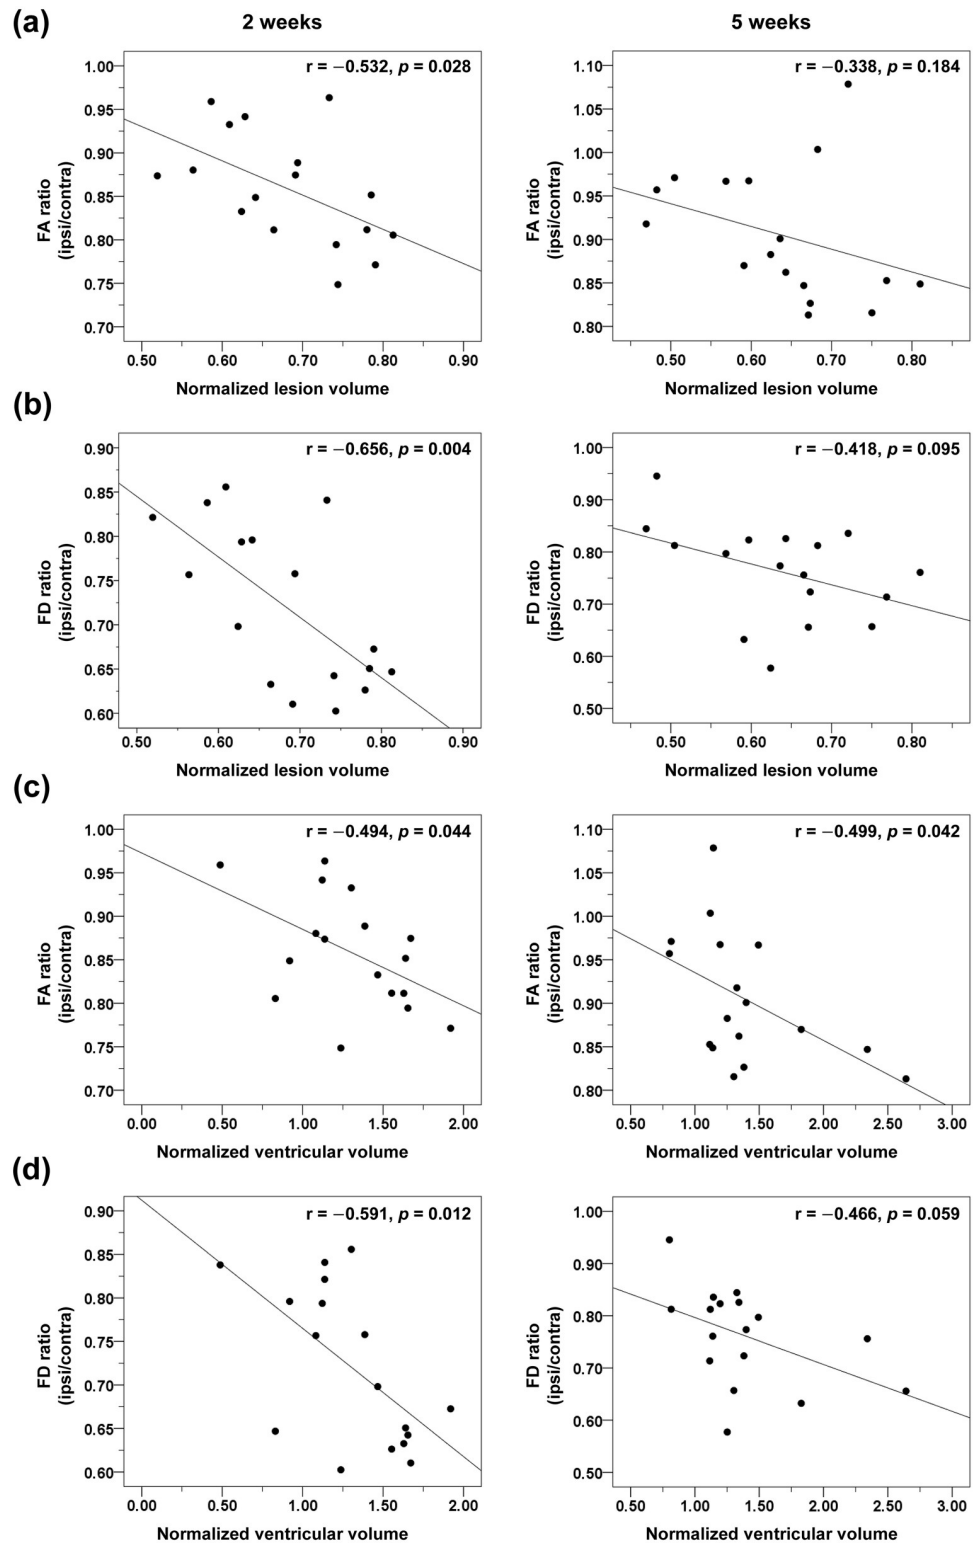 (a)
2 weeks
5 weeks
r = −0.532, p = 0.028
1.00
0.95
0.90
0.85
0.80
0.75
0.70
FA ratio
(ipsi/contra)
0.50 0.60 0.70 0.80 0.90
Normalized lesion volume
r = −0.338, p = 0.184
1.10
1.05
1.00
0.95
0.90
0.85
0.80
FA ratio
(ipsi/contra)
0.50 0.60 0.70 0.80
Normalized lesion volume
(b)
r = −0.656, p = 0.004
0.90
0.85
0.80
0.75
0.70
0.65
0.60
FD ratio
(ipsi/contra)
0.50 0.60 0.70 0.80 0.90
Normalized lesion volume
r = −0.418, p = 0.095
1.00
0.90
0.80
0.70
0.60
0.50
FD ratio
(ipsi/contra)
0.50 0.60 0.70 0.80
Normalized lesion volume
(c)
r = −0.494, p = 0.044
1.00
0.95
0.90
0.85
0.80
0.75
0.70
FA ratio
(ipsi/contra)
0.00 0.50 1.00 1.50 2.00
Normalized ventricular volume
r = −0.499, p = 0.042
1.10
1.05
1.00
0.95
0.90
0.85
0.80
FA ratio
(ipsi/contra)
0.50 1.00 1.50 2.00 2.50 3.00
Normalized ventricular volume
(d)
r = −0.591, p = 0.012
0.90
0.85
0.80
0.75
0.70
0.65
0.60
FD ratio
(ipsi/contra)
0.00 0.50 1.00 1.50 2.00
Normalized ventricular volume
r = −0.466, p = 0.059
1.00
0.90
0.80
0.70
0.60
0.50
FD ratio
(ipsi/contra)
0.50 1.00 1.50 2.00 2.50 3.00
Normalized ventricular volume